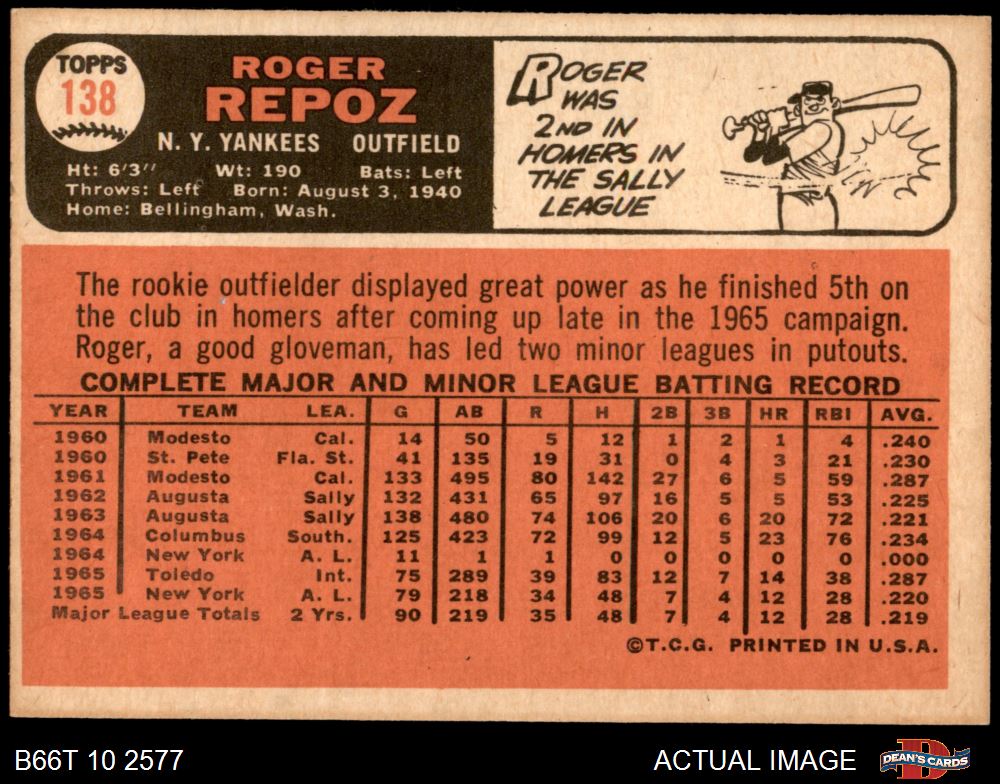 TOPPS
138
ROGER
REPOZ
N. Y. YANKEES OUTFIELD
Ht: 6'3" Wt: 190 Bats: Left
Throws: Left Born: August 3, 1940
Home: Bellingham, Wash.
ROGER
WAS
2ND IN
HOMERS IN
THE SALLY
LEAGUE
The rookie outfielder displayed great power as he finished 5th on
the club in homers after coming up late in the 1965 campaign.
Roger, a good gloveman, has led two minor leagues in putouts.
COMPLETE MAJOR AND MINOR LEAGUE BATTING RECORD
YEAR TEAM LEA. G AB R H 2B 3B HR RBI AVG.
1960 Modesto Cal. 14 50 5 12 1 2 1 4 .240
1960 St. Pete Fla. St. 41 135 19 31 0 4 3 21 .230
1961 Modesto Cal. 133 495 80 142 27 6 5 59 .287
1962 Augusta Sally 132 431 65 97 16 5 5 53 .225
1963 Augusta Sally 138 480 74 106 20 6 20 72 .221
1964 Columbus South. 125 423 72 99 12 5 23 76 .234
1964 New York A. L. 11 1 1 0 0 0 0 0 .000
1965 Toledo Int. 75 289 39 83 12 7 14 38 .287
1965 New York A. L. 79 218 34 48 7 4 12 28 .220
Major League Totals 2 Yrs. 90 219 35 48 7 4 12 28 .219
©T.C.G. PRINTED IN U.S.A.
B66T 10 2577 ACTUAL IMAGE DEAN'S CARDS